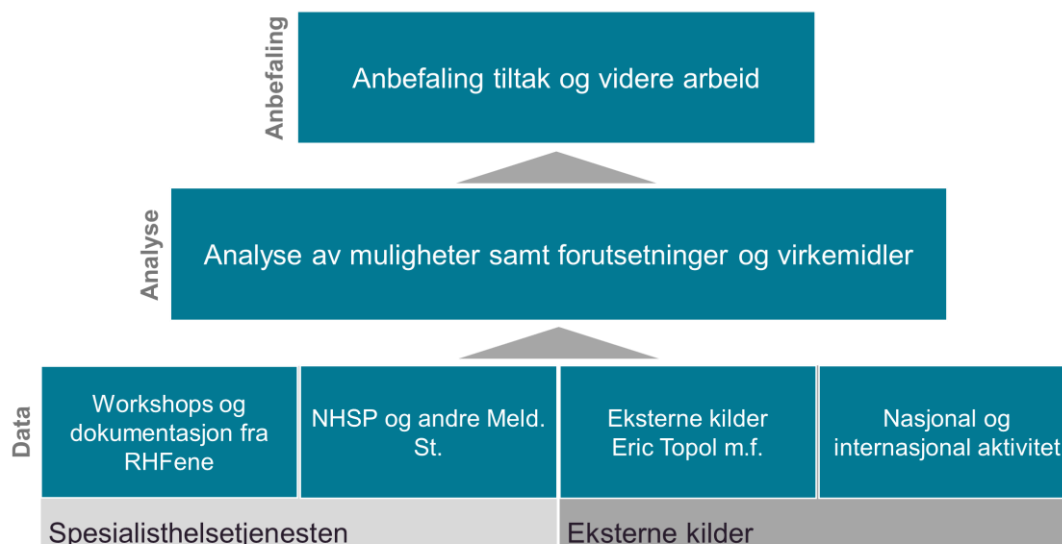 Anbefaling
Anbefaling tiltak og videre arbeid
Analyse
Analyse av muligheter samt forutsetninger og virkemidler
Data
Workshops og
dokumentasjon fra
RHFene
NHSP og andre Meld.
St.
Eksterne kilder
Eric Topol m.f.
Nasjonal og
internasjonal aktivitet
Spesialisthelsetjenesten
Eksterne kilder